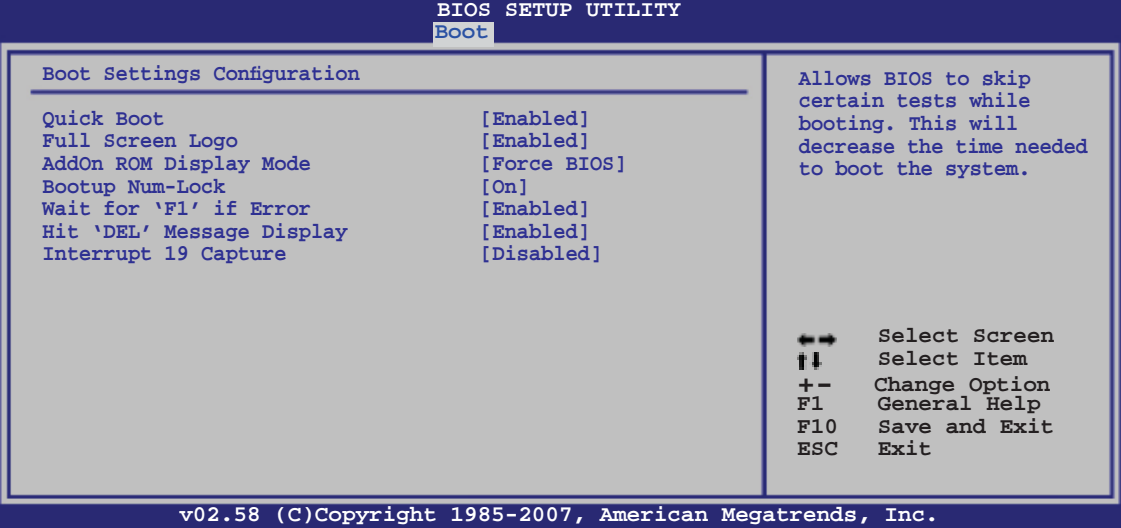 BIOS SETUP UTILITY
Boot
Boot Settings Configuration
Quick Boot [Enabled]
Full Screen Logo [Enabled]
AddOn ROM Display Mode [Force BIOS]
Bootup Num-Lock [On]
Wait for ‘F1’ if Error [Enabled]
Hit ‘DEL’ Message Display [Enabled]
Interrupt 19 Capture [Disabled]
Allows BIOS to skip
certain tests while
booting. This will
decrease the time needed
to boot the system.
←→ Select Screen
↑↓ Select Item
+- Change Option
F1 General Help
F10 Save and Exit
ESC Exit
v02.58 (C)Copyright 1985-2007, American Megatrends, Inc.